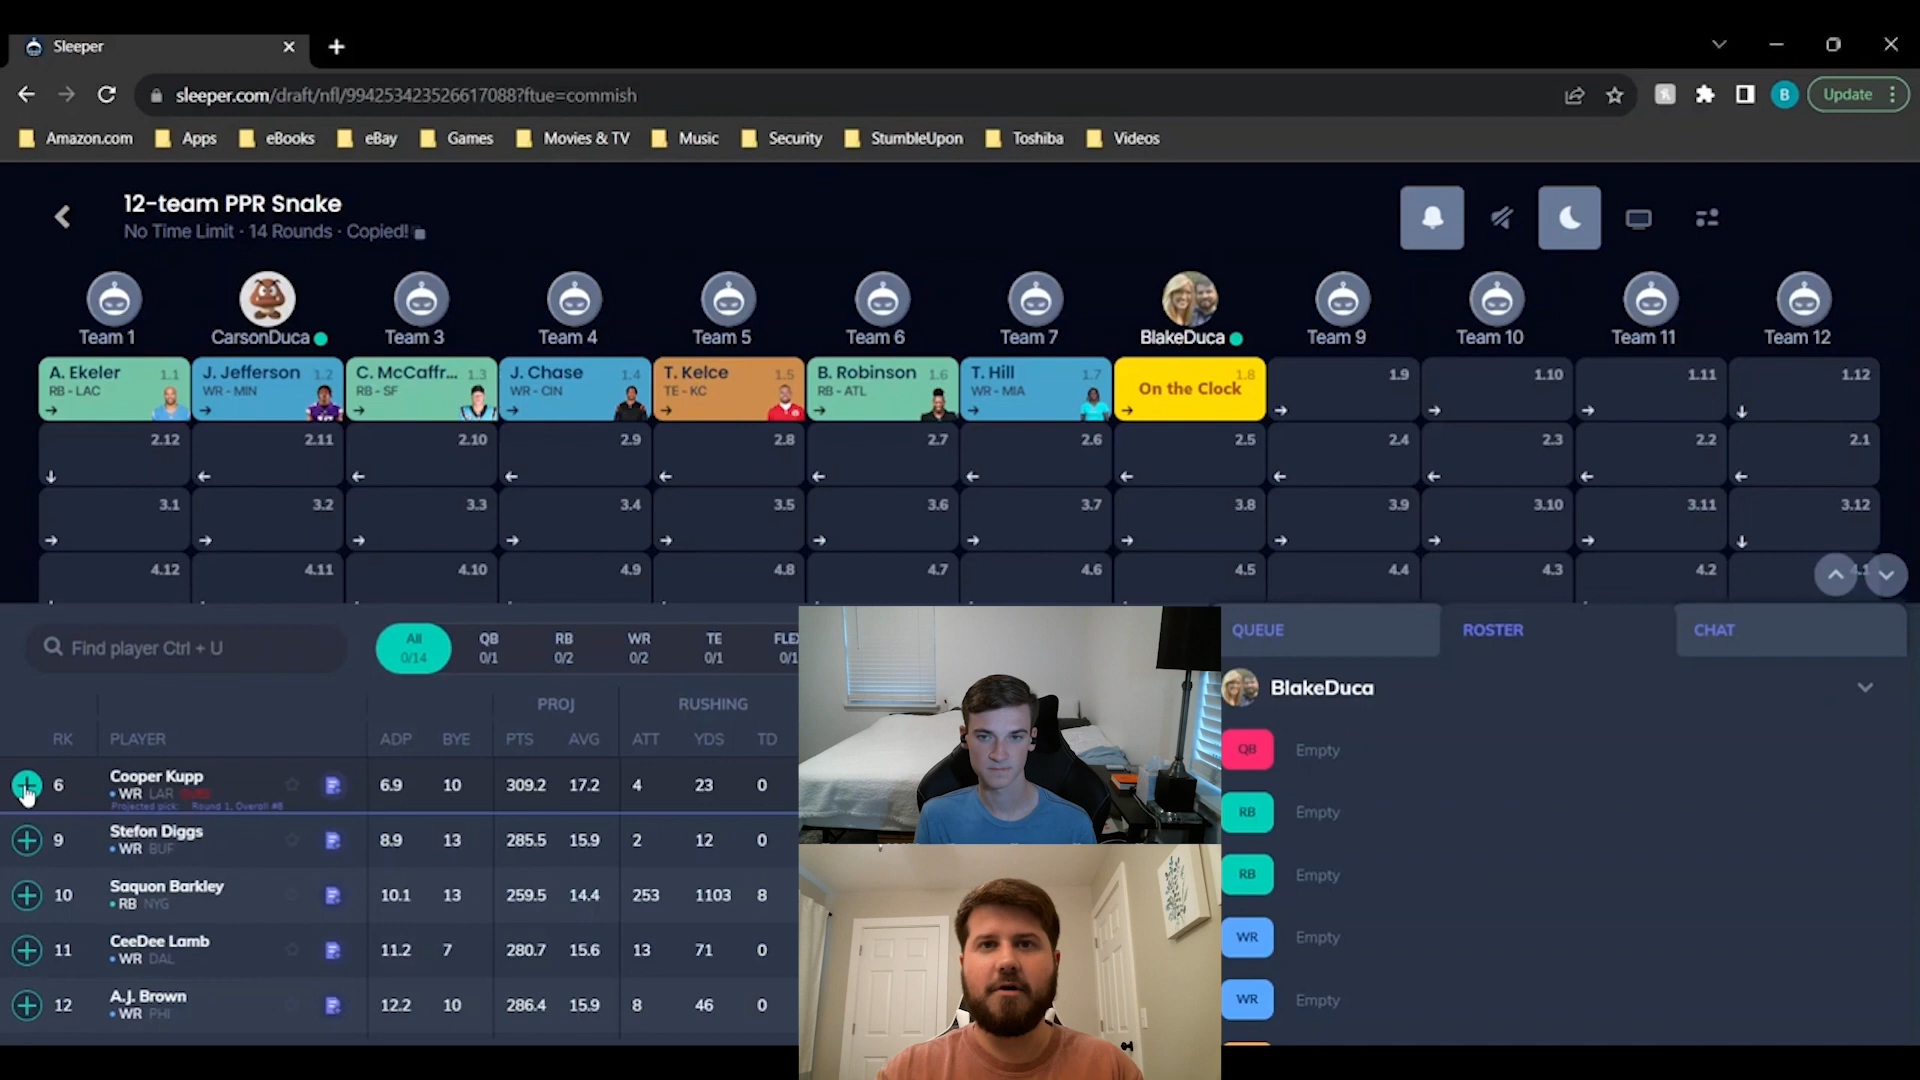 Sleeper
sleeper.com/draft/nfl/994253423526617088?ftue=commish
Update
Amazon.com Apps eBooks eBay Games Movies & TV Music Security StumbleUpon Toshiba Videos
12-team PPR Snake
No Time Limit · 14 Rounds · Copied!
Team 1 CarsonDuca Team 3 Team 4 Team 5 Team 6 Team 7 BlakeDuca Team 9 Team 10 Team 11 Team 12
A. Ekeler 1.1 J. Jefferson 1.2 C. McCaffr... 1.3 J. Chase 1.4 T. Kelce 1.5 B. Robinson 1.6 T. Hill 1.7 On the Clock 1.8 1.9 1.10 1.11 1.12
RB - LAC WR - MIN RB - SF WR - CIN TE - KC RB - ATL WR - MIA
2.12 2.11 2.10 2.9 2.8 2.7 2.6 2.5 2.4 2.3 2.2 2.1
3.1 3.2 3.3 3.4 3.5 3.6 3.7 3.8 3.9 3.10 3.11 3.12
4.12 4.11 4.10 4.9 4.8 4.7 4.6 4.5 4.4 4.3 4.2 4.1
Find player Ctrl + U
All QB RB WR TE FLEX
0/14 0/1 0/2 0/2 0/1 0/1
PROJ RUSHING
RK PLAYER ADP BYE PTS AVG ATT YDS TD
6 Cooper Kupp 6.9 10 309.2 17.2 4 23 0
WR LAR
Projected pick: Round 1, Overall #8
9 Stefon Diggs 8.9 13 285.5 15.9 2 12 0
WR BUF
10 Saquon Barkley 10.1 13 259.5 14.4 253 1103 8
RB NYG
11 CeeDee Lamb 11.2 7 280.7 15.6 13 71 0
WR DAL
12 A.J. Brown 12.2 10 286.4 15.9 8 46 0
WR PHI
QUEUE ROSTER CHAT
BlakeDuca
QB Empty
RB Empty
RB Empty
WR Empty
WR Empty